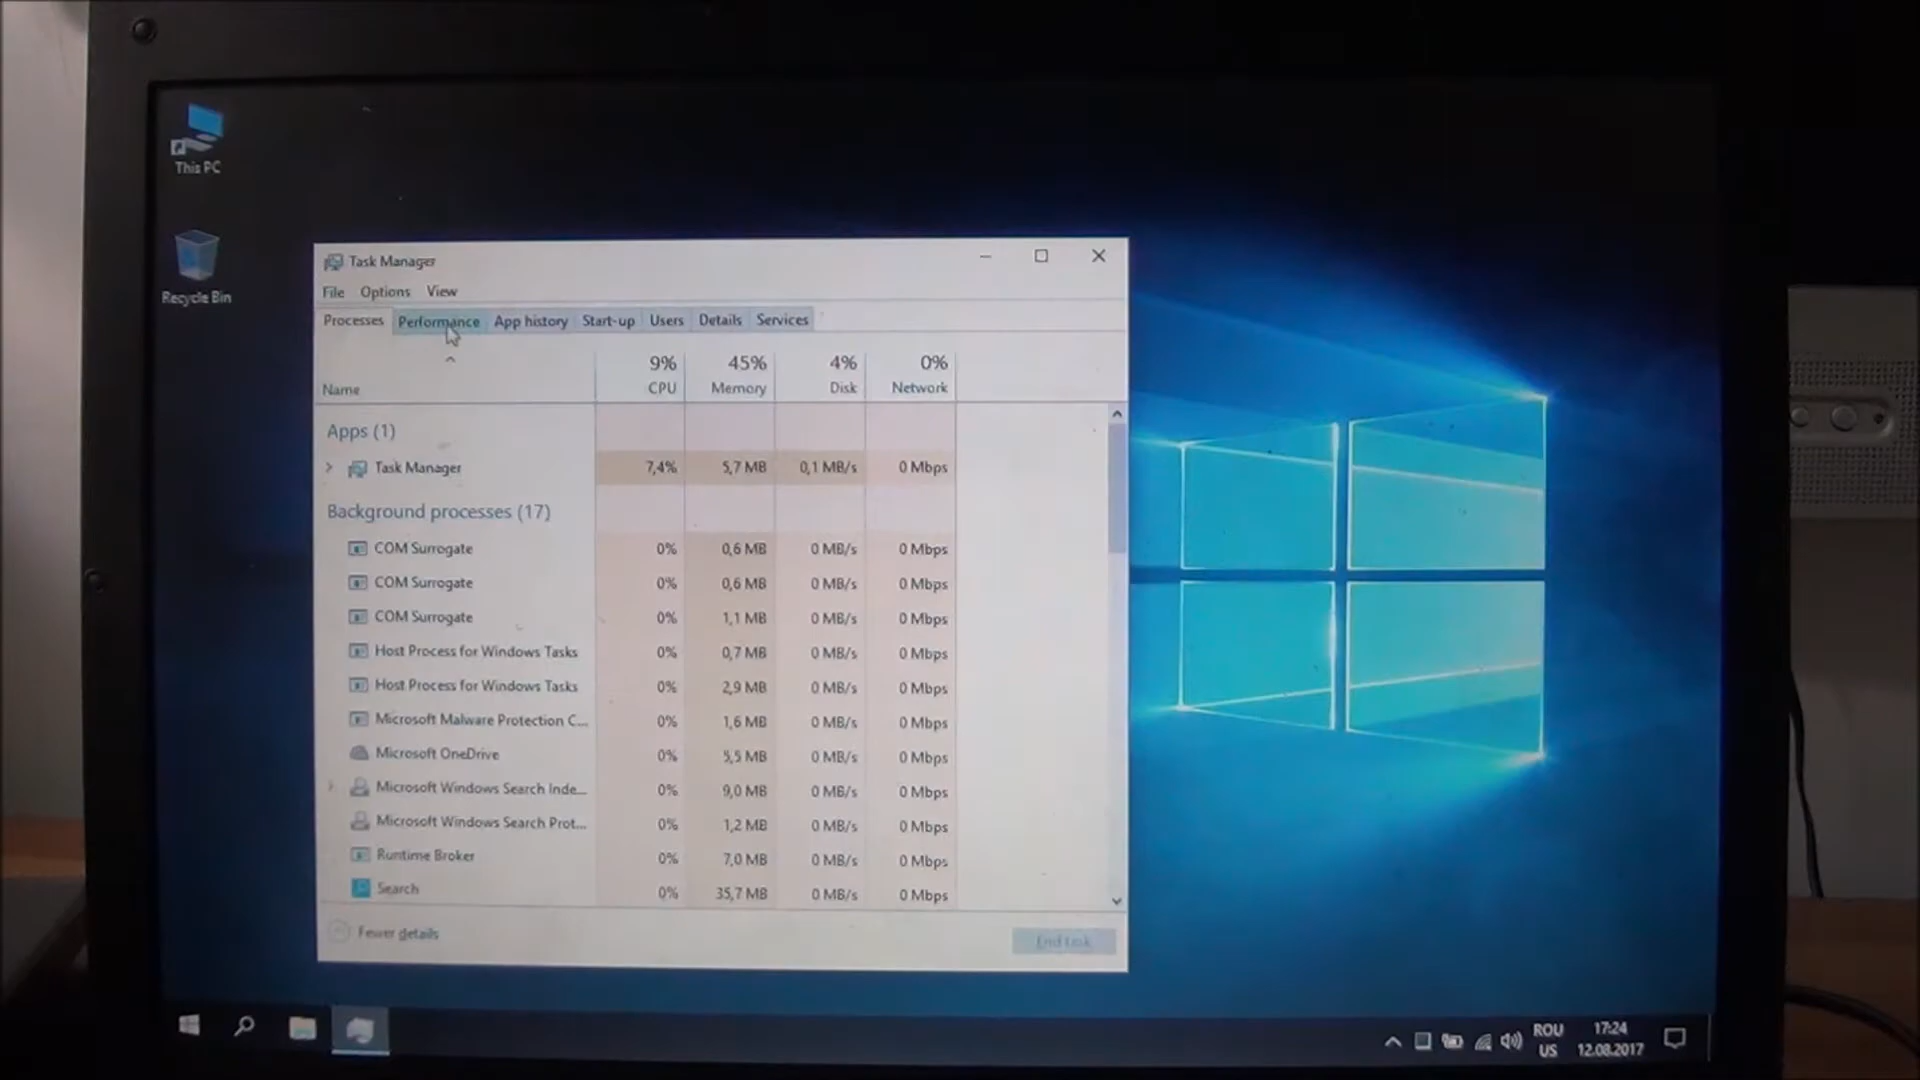 This PC
Recycle Bin
Task Manager
File Options View
Processes Performance App history Start-up Users Details Services
9% 45% 4% 0%
Name CPU Memory Disk Network
Apps (1)
Task Manager 7,4% 5,7 MB 0,1 MB/s 0 Mbps
Background processes (17)
COM Surrogate 0% 0,6 MB 0 MB/s 0 Mbps
COM Surrogate 0% 0,6 MB 0 MB/s 0 Mbps
COM Surrogate 0% 1,1 MB 0 MB/s 0 Mbps
Host Process for Windows Tasks 0% 0,7 MB 0 MB/s 0 Mbps
Host Process for Windows Tasks 0% 2,9 MB 0 MB/s 0 Mbps
Microsoft Malware Protection C... 0% 1,6 MB 0 MB/s 0 Mbps
Microsoft OneDrive 0% 5,5 MB 0 MB/s 0 Mbps
Microsoft Windows Search Inde... 0% 9,0 MB 0 MB/s 0 Mbps
Microsoft Windows Search Prot... 0% 1,2 MB 0 MB/s 0 Mbps
Runtime Broker 0% 7,0 MB 0 MB/s 0 Mbps
Search 0% 35,7 MB 0 MB/s 0 Mbps
Fewer details
End task
ROU 17:24
US 12.08.2017